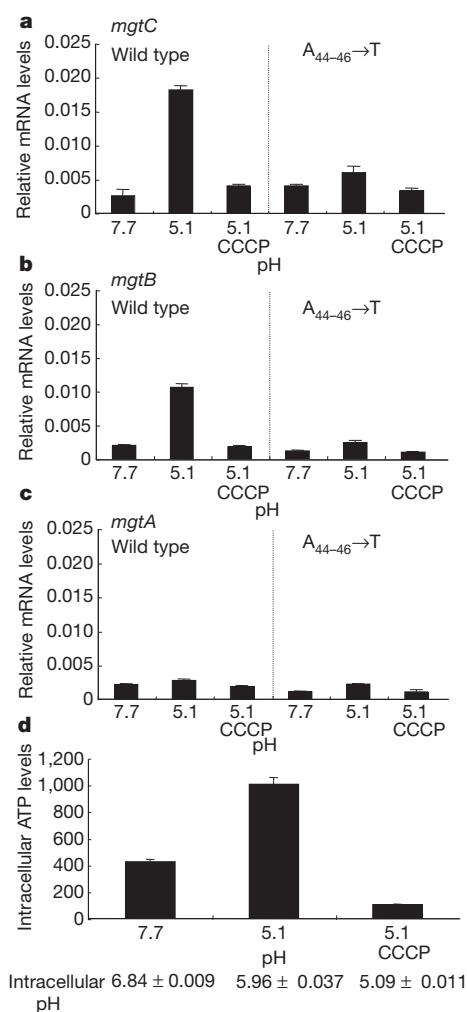 a
mgtC
Wild type
A44–46→T
Relative mRNA levels
0.025
0.020
0.015
0.010
0.005
0
7.7
5.1
5.1
CCCP
7.7
5.1
5.1
CCCP
pH
b
mgtB
Wild type
A44–46→T
Relative mRNA levels
0.025
0.020
0.015
0.010
0.005
0
7.7
5.1
5.1
CCCP
7.7
5.1
5.1
CCCP
pH
c
mgtA
Wild type
A44–46→T
Relative mRNA levels
0.025
0.020
0.015
0.010
0.005
0
7.7
5.1
5.1
CCCP
7.7
5.1
5.1
CCCP
pH
d
Intracellular ATP levels
1,200
1,000
800
600
400
200
0
7.7
5.1
5.1
CCCP
pH
Intracellular pH
6.84 ± 0.009
5.96 ± 0.037
5.09 ± 0.011